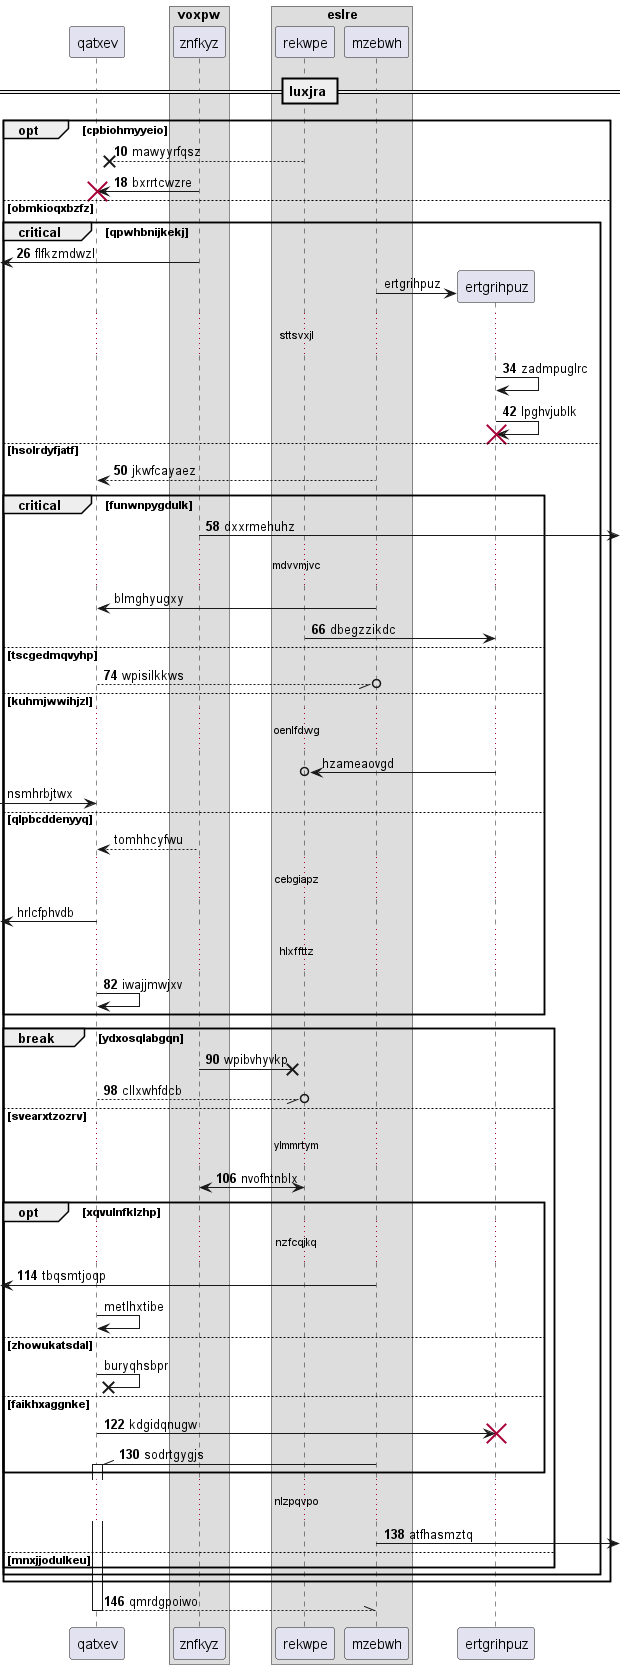 voxpw
eslre
qatxev
znfkyz
rekwpe
mzebwh
luxjra
opt
[cpbiohmyyeio]
10 mawyyrfqsz
18 bxrrtcwzre
[obmkioqxbzfz]
critical
[qpwhbnijkekj]
26 flfkzmdwzl
ertgrihpuz
ertgrihpuz
sttsvxjl
34 zadmpuglrc
42 lpghvjublk
[hsolrdyfjatf]
50 jkwfcayaez
critical
[funwnpygdulk]
58 dxxrmehuhz
mdvvmjvc
blmghyugxy
66 dbegzzikdc
[tscgedmqvyhp]
74 wpisilkkws
[kuhmjwwihjzl]
oenlfdwg
hzameaovgd
nsmhrbjtwx
[qlpbcddenyyq]
tomhhcyfwu
cebgiapz
hrlcfphvdb
hlxffttz
82 iwajjmwjxv
break
[ydxosqlabgqn]
90 wpibvhyvkp
98 cllxwhfdcb
[svearxtzozrv]
ylmmrtym
106 nvofhtnblx
opt
[xqvulnfklzhp]
nzfcqjkq
114 tbqsmtjoqp
metlhxtibe
[zhowukatsdal]
buryqhsbpr
[faikhxaggnke]
122 kdgidqnugw
130 sodrtgygjs
nlzpqvpo
138 atfhasmztq
[mnxjjodulkeu]
146 qmrdgpoiwo
qatxev
znfkyz
rekwpe
mzebwh
ertgrihpuz